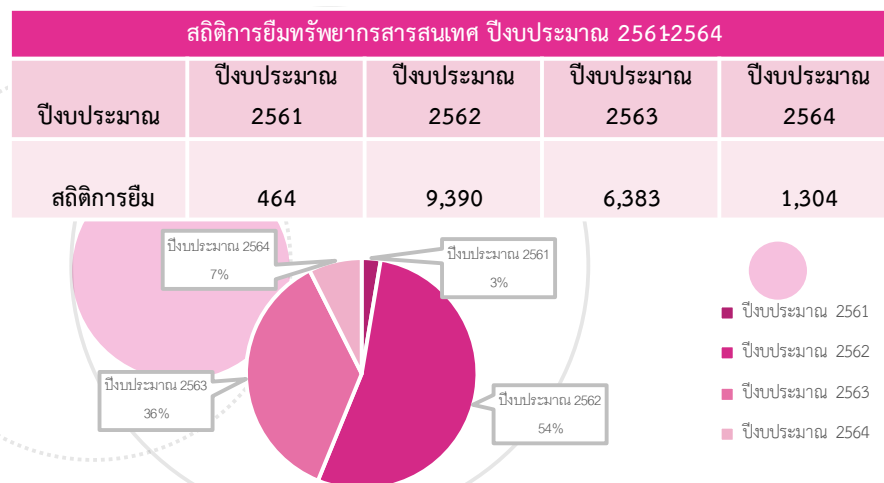 สถิติการยืมทรัพยากรสารสนเทศ ปีงบประมาณ 2561-2564
ปีงบประมาณ
ปีงบประมาณ 2561
ปีงบประมาณ 2562
ปีงบประมาณ 2563
ปีงบประมาณ 2564
สถิติการยืม 464 9,390 6,383 1,304
ปีงบประมาณ 2564
7%
ปีงบประมาณ 2561
3%
ปีงบประมาณ 2563
36%
ปีงบประมาณ 2562
54%
ปีงบประมาณ 2561
ปีงบประมาณ 2562
ปีงบประมาณ 2563
ปีงบประมาณ 2564